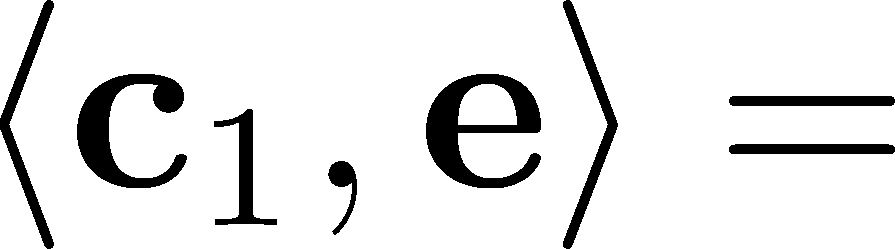 ⟨𝐜₁, 𝐞⟩ =